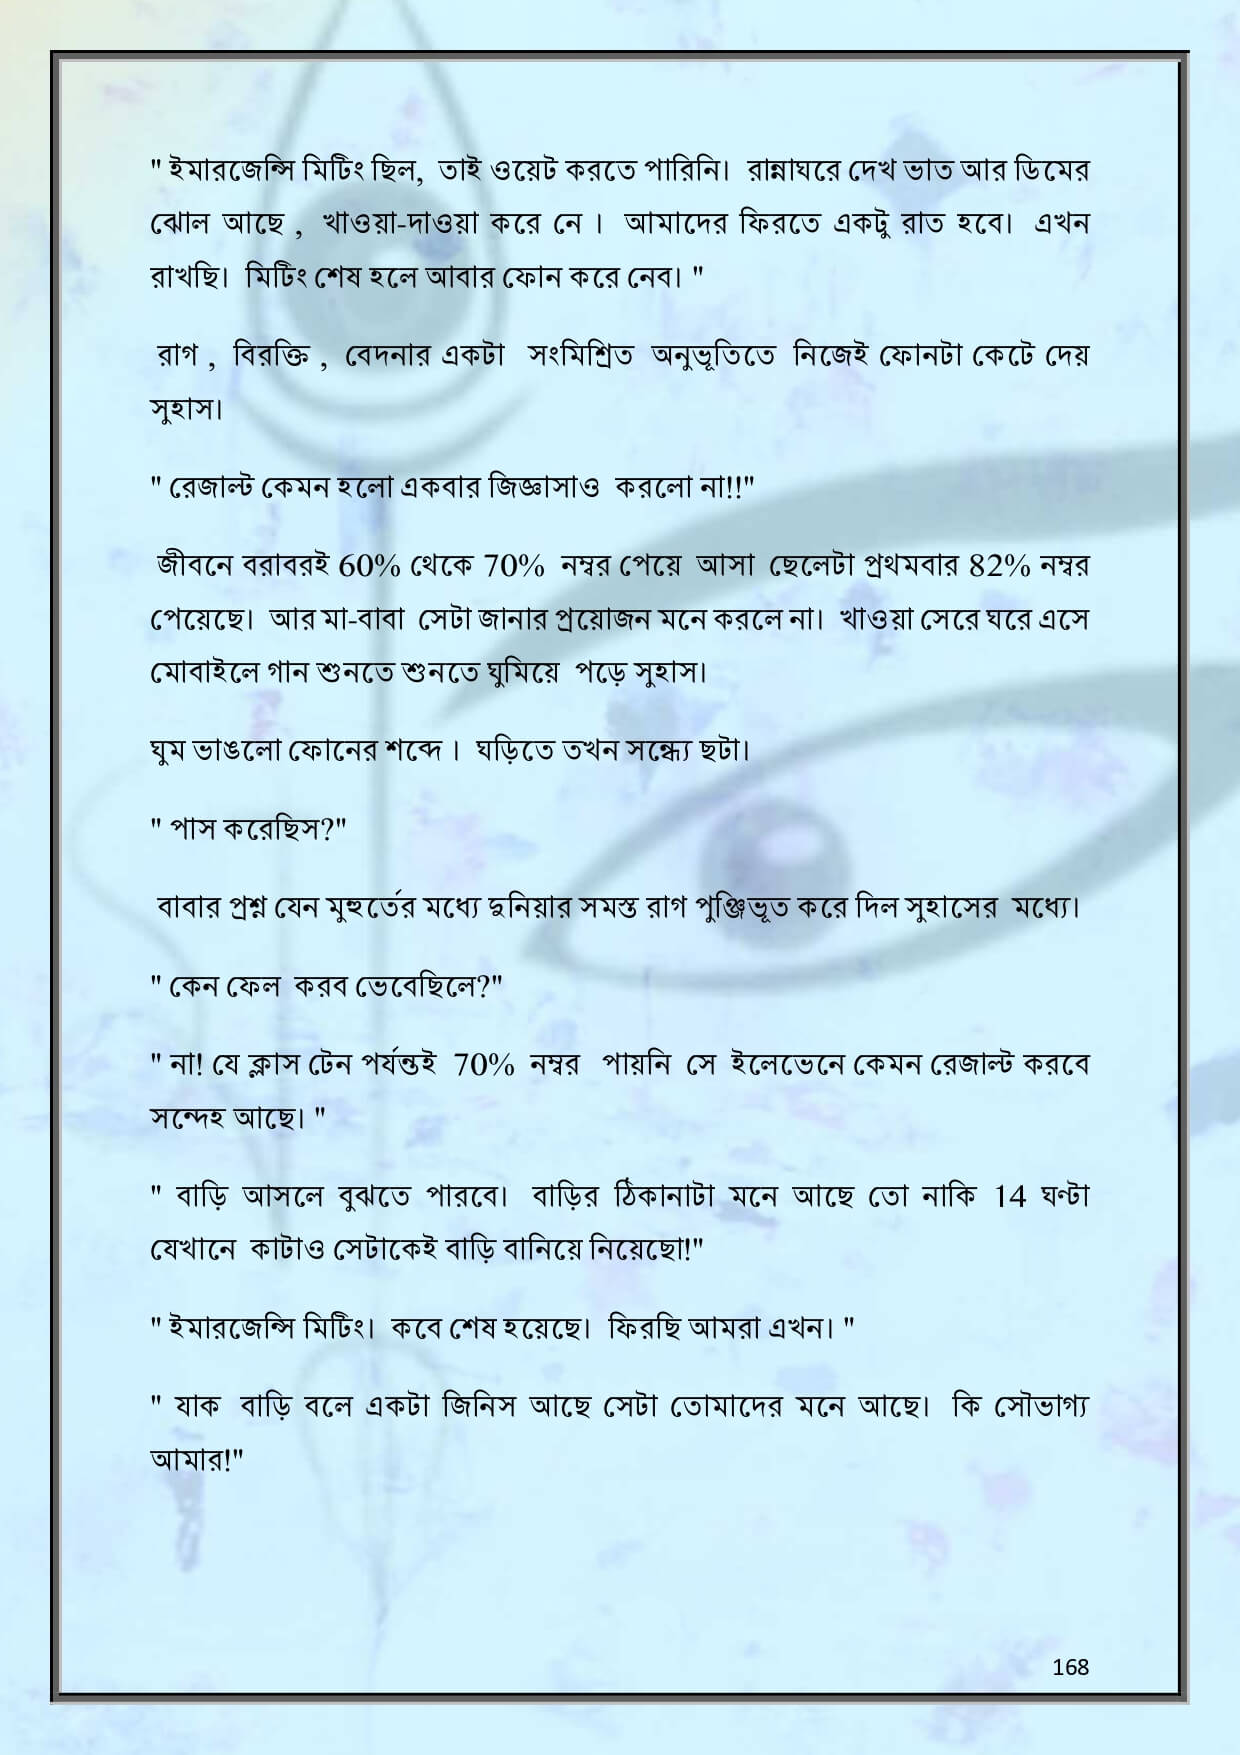 " ইমারজেন্সি মিটিং ছিল, তাই ওয়েট করতে পারিনি। রান্নাঘরে দেখ ভাত আর ডিমের
ঝোল আছে , খাওয়া-দাওয়া করে নে । আমাদের ফিরতে একটু রাত হবে। এখন
রাখছি। মিটিং শেষ হলে আবার ফোন করে নেব। "
রাগ , বিরক্তি , বেদনার একটা সংমিশ্রিত অনুভূতিতে নিজেই ফোনটা কেটে দেয়
সুহাস।
" রেজাল্ট কেমন হলো একবার জিজ্ঞাসাও করলো না!!"
জীবনে বরাবরই 60% থেকে 70% নম্বর পেয়ে আসা ছেলেটা প্রথমবার 82% নম্বর
পেয়েছে। আর মা-বাবা সেটা জানার প্রয়োজন মনে করলে না। খাওয়া সেরে ঘরে এসে
মোবাইলে গান শুনতে শুনতে ঘুমিয়ে পড়ে সুহাস।
ঘুম ভাঙলো ফোনের শব্দে । ঘড়িতে তখন সন্ধ্যে ছটা।
" পাস করেছিস?"
বাবার প্রশ্ন যেন মুহুর্তের মধ্যে দুনিয়ার সমস্ত রাগ পুঞ্জিভূত করে দিল সুহাসের মধ্যে।
" কেন ফেল করব ভেবেছিলে?"
" না! যে ক্লাস টেন পর্যন্তই 70% নম্বর পায়নি সে ইলেভেনে কেমন রেজাল্ট করবে
সন্দেহ আছে। "
" বাড়ি আসলে বুঝতে পারবে। বাড়ির ঠিকানাটা মনে আছে তো নাকি 14 ঘণ্টা
যেখানে কাটাও সেটাকেই বাড়ি বানিয়ে নিয়েছো!"
" ইমারজেন্সি মিটিং। কবে শেষ হয়েছে। ফিরছি আমরা এখন। "
" যাক বাড়ি বলে একটা জিনিস আছে সেটা তোমাদের মনে আছে। কি সৌভাগ্য
আমার!"
168